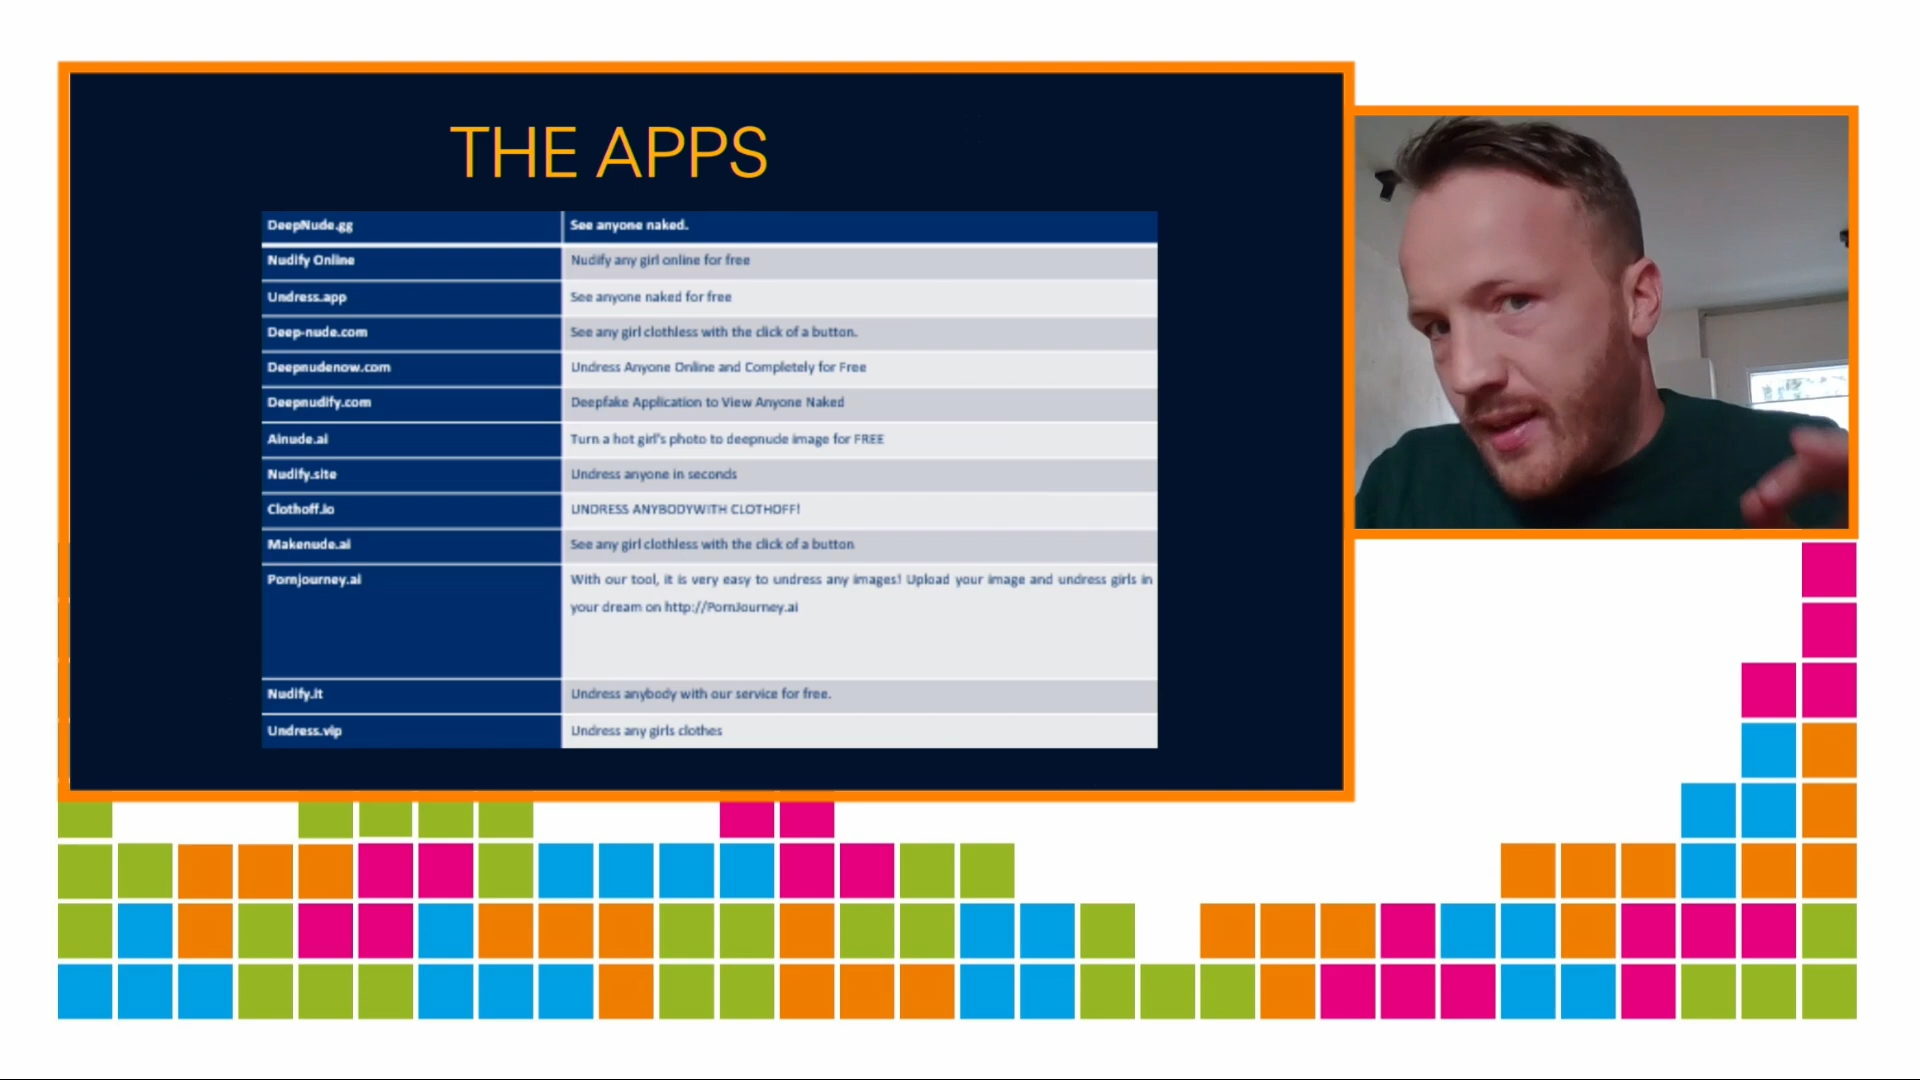 THE APPS
DeepNude.gg See anyone naked.
Nudify Online Nudify any girl online for free
Undress.app See anyone naked for free
Deep-nude.com See any girl clothless with the click of a button.
Deepnudenow.com Undress Anyone Online and Completely for Free
Deepnudify.com Deepfake Application to View Anyone Naked
Ainude.ai Turn a hot girl's photo to deepnude image for FREE
Nudify.site Undress anyone in seconds
Clothoff.io UNDRESS ANYBODYWITH CLOTHOFF!
Makenude.ai See any girl clothless with the click of a button
Pornjourney.ai With our tool, it is very easy to undress any images! Upload your image and undress girls in
your dream on http://PornJourney.ai
Nudify.it Undress anybody with our service for free.
Undress.vip Undress any girls clothes